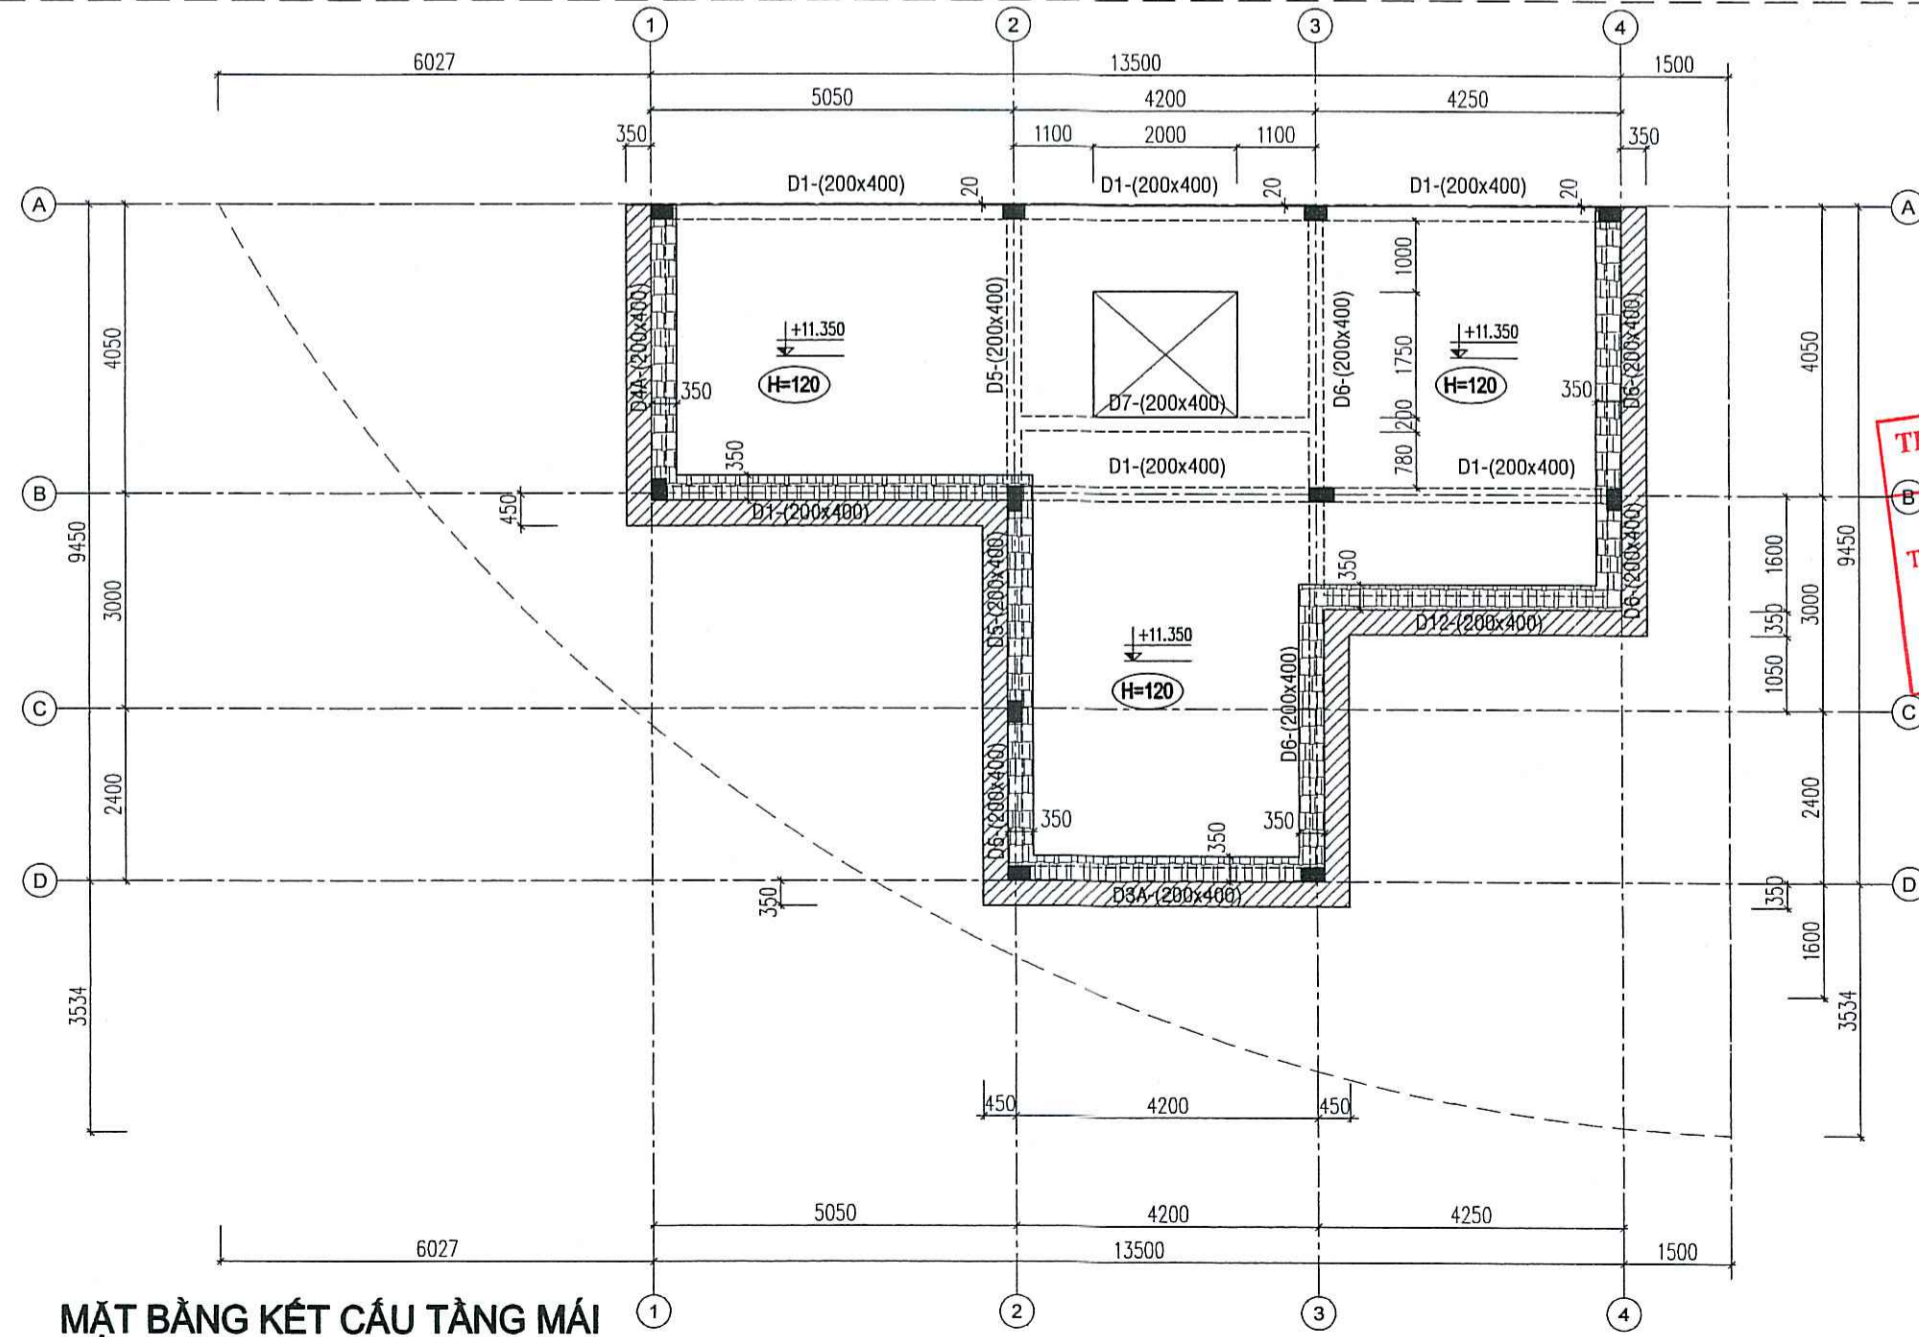 1 2 3 4
6027 13500 1500
5050 4200 4250
350 1100 2000 1100 350
D1-(200x400) 20 D1-(200x400) 20 D1-(200x400) 20
A A
1000
D4A-(200x400) D5-(200x400) D6-(200x400) D6-(200x400)
+11.350 +11.350
4050 1750 4050
H=120 H=120
350 350
D7-(200x400) 200
350 D1-(200x400) 780 D1-(200x400)
TI
B B
450 D1-(200x400)
9450 D5-(200x400) D6-(200x400) 1600 9450
T
3000 350 3000
D12-(200x400) 350
+11.350
H=120
D6-(200x400) 1050
C C
2400 D5-(200x400) 2400
350 350 350
D D
350 D3A-(200x400) 350
1600
3534 3534
450 4200 450
5050 4200 4250
6027 13500 1500
MẶT BẰNG KẾT CẤU TẦNG MÁI
1 2 3 4